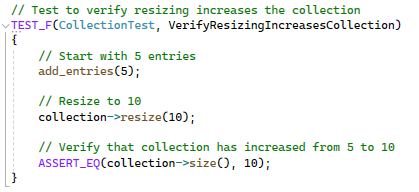 // Test to verify resizing increases the collection
TEST_F(CollectionTest, VerifyResizingIncreasesCollection)
{
// Start with 5 entries
add_entries(5);
// Resize to 10
collection->resize(10);
// Verify that collection has increased from 5 to 10
ASSERT_EQ(collection->size(), 10);
}